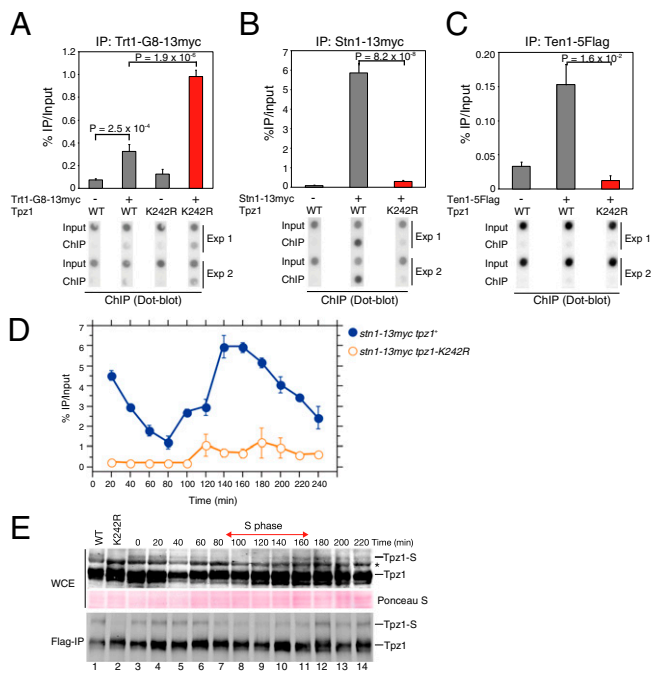 A
IP: Trt1-G8-13myc
P = 1.9 x 10-6
P = 2.5 x 10-4
% IP/Input
1.2
1.0
0.8
0.6
0.4
0.2
0
Trt1-G8-13myc - + - +
Tpz1 WT WT K242R K242R
Input
ChIP
Exp 1
Input
ChIP
Exp 2
ChIP (Dot-blot)
B
IP: Stn1-13myc
P = 8.2 x 10-8
%IP/Input
6
5
4
3
2
1
0
Stn1-13myc - + +
Tpz1 WT WT K242R
Input
ChIP
Exp 1
Input
ChIP
Exp 2
ChIP (Dot-blot)
C
IP: Ten1-5Flag
P = 1.6 x 10-2
% IP/Input
0.20
0.15
0.10
0.05
0
Ten1-5Flag - + +
Tpz1 WT WT K242R
Input
ChIP
Exp 1
Input
ChIP
Exp 2
ChIP (Dot-blot)
D
% IP/Input
7
6
5
4
3
2
1
0
0 20 40 60 80 100 120 140 160 180 200 220 240
Time (min)
stn1-13myc tpz1+
stn1-13myc tpz1-K242R
E
S phase
WT K242R 0 20 40 60 80 100 120 140 160 180 200 220 Time (min)
WCE
Tpz1-S
*
Tpz1
Ponceau S
Flag-IP
Tpz1-S
Tpz1
1 2 3 4 5 6 7 8 9 10 11 12 13 14